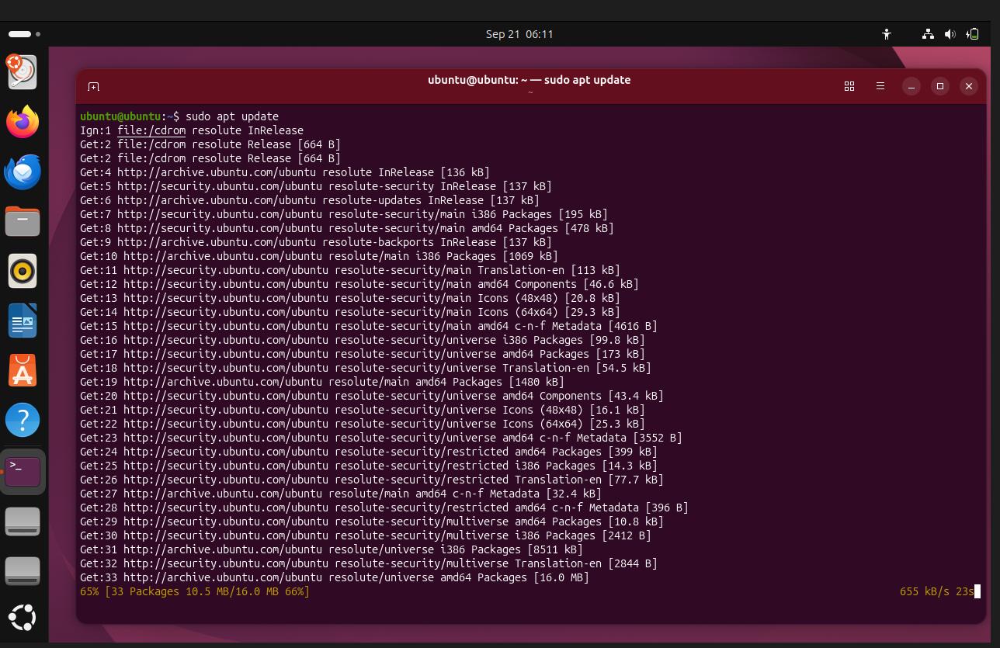 Sep 21 06:11
ubuntu@ubuntu: ~ — sudo apt update
~
ubuntu@ubuntu:~$ sudo apt update
Ign:1 file:/cdrom resolute InRelease
Get:2 file:/cdrom resolute Release [664 B]
Get:2 file:/cdrom resolute Release [664 B]
Get:4 http://archive.ubuntu.com/ubuntu resolute InRelease [136 kB]
Get:5 http://security.ubuntu.com/ubuntu resolute-security InRelease [137 kB]
Get:6 http://archive.ubuntu.com/ubuntu resolute-updates InRelease [137 kB]
Get:7 http://security.ubuntu.com/ubuntu resolute-security/main i386 Packages [195 kB]
Get:8 http://security.ubuntu.com/ubuntu resolute-security/main amd64 Packages [478 kB]
Get:9 http://archive.ubuntu.com/ubuntu resolute-backports InRelease [137 kB]
Get:10 http://archive.ubuntu.com/ubuntu resolute/main i386 Packages [1069 kB]
Get:11 http://security.ubuntu.com/ubuntu resolute-security/main Translation-en [113 kB]
Get:12 http://security.ubuntu.com/ubuntu resolute-security/main amd64 Components [46.6 kB]
Get:13 http://security.ubuntu.com/ubuntu resolute-security/main Icons (48x48) [20.8 kB]
Get:14 http://security.ubuntu.com/ubuntu resolute-security/main Icons (64x64) [29.3 kB]
Get:15 http://security.ubuntu.com/ubuntu resolute-security/main amd64 c-n-f Metadata [4616 B]
Get:16 http://security.ubuntu.com/ubuntu resolute-security/universe i386 Packages [99.8 kB]
Get:17 http://security.ubuntu.com/ubuntu resolute-security/universe amd64 Packages [173 kB]
Get:18 http://security.ubuntu.com/ubuntu resolute-security/universe Translation-en [54.5 kB]
Get:19 http://archive.ubuntu.com/ubuntu resolute/main amd64 Packages [1480 kB]
Get:20 http://security.ubuntu.com/ubuntu resolute-security/universe amd64 Components [43.4 kB]
Get:21 http://security.ubuntu.com/ubuntu resolute-security/universe Icons (48x48) [16.1 kB]
Get:22 http://security.ubuntu.com/ubuntu resolute-security/universe Icons (64x64) [25.3 kB]
Get:23 http://security.ubuntu.com/ubuntu resolute-security/universe amd64 c-n-f Metadata [3552 B]
Get:24 http://security.ubuntu.com/ubuntu resolute-security/restricted amd64 Packages [399 kB]
Get:25 http://security.ubuntu.com/ubuntu resolute-security/restricted i386 Packages [14.3 kB]
Get:26 http://security.ubuntu.com/ubuntu resolute-security/restricted Translation-en [77.7 kB]
Get:27 http://archive.ubuntu.com/ubuntu resolute/main amd64 c-n-f Metadata [32.4 kB]
Get:28 http://security.ubuntu.com/ubuntu resolute-security/restricted amd64 c-n-f Metadata [396 B]
Get:29 http://security.ubuntu.com/ubuntu resolute-security/multiverse amd64 Packages [10.8 kB]
Get:30 http://security.ubuntu.com/ubuntu resolute-security/multiverse i386 Packages [2412 B]
Get:31 http://archive.ubuntu.com/ubuntu resolute/universe i386 Packages [8511 kB]
Get:32 http://security.ubuntu.com/ubuntu resolute-security/multiverse Translation-en [2844 B]
Get:33 http://archive.ubuntu.com/ubuntu resolute/universe amd64 Packages [16.0 MB]
65% [33 Packages 10.5 MB/16.0 MB 66%] 655 kB/s 23s